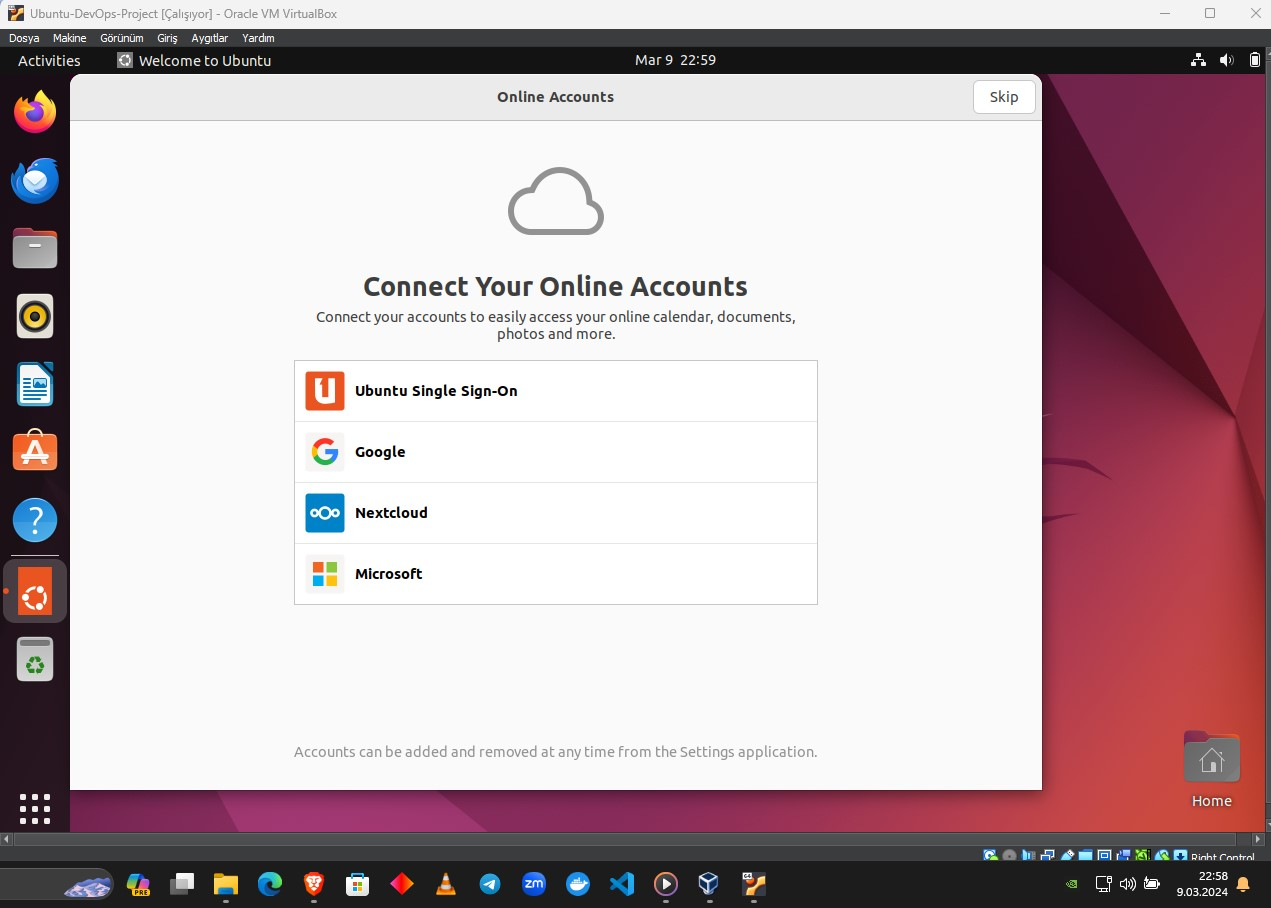 Ubuntu-DevOps-Project [Çalışıyor] - Oracle VM VirtualBox
Dosya Makine Görünüm Giriş Aygıtlar Yardım
Activities Welcome to Ubuntu Mar 9 22:59
Online Accounts Skip
Connect Your Online Accounts
Connect your accounts to easily access your online calendar, documents,
photos and more.
Ubuntu Single Sign-On
Google
Nextcloud
Microsoft
Accounts can be added and removed at any time from the Settings application.
Home
Right Control
PRE
zm
64
22:58
9.03.2024